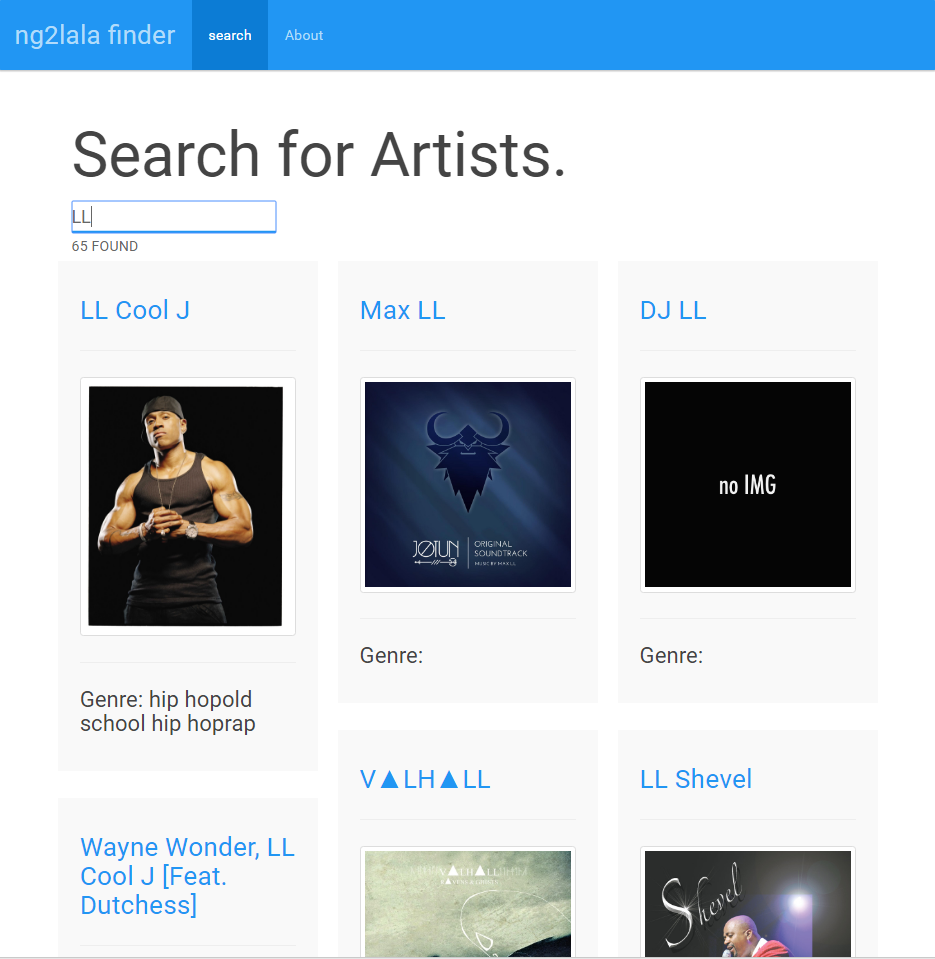 ng2lala finder
search
About
Search for Artists.
LL
65 FOUND
LL Cool J
Genre: hip hopold
school hip hoprap
Wayne Wonder, LL
Cool J [Feat.
Dutchess]
Max LL
JØTUN
ORIGINAL
SOUNDTRACK
MUSIC BY MAX LL
Genre:
V▲LH▲LL
V▲LH▲LL
DJ LL
no IMG
Genre:
LL Shevel
Shevel